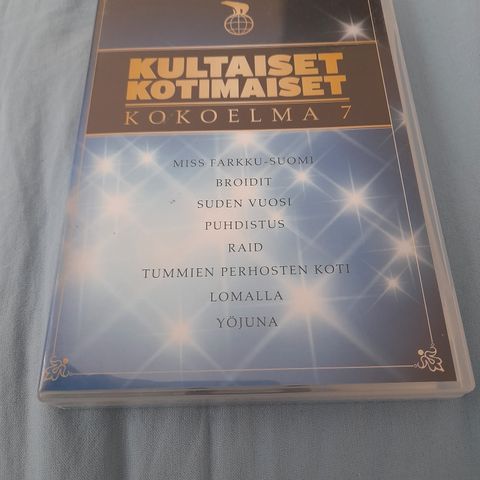 KULTAISET
KOTIMAISET
KOKOELMA 7
MISS FARKKU-SUOMI
BROIDIT
SUDEN VUOSI
PUHDISTUS
RAID
TUMMIEN PERHOSTEN KOTI
LOMALLA
YÖJUNA